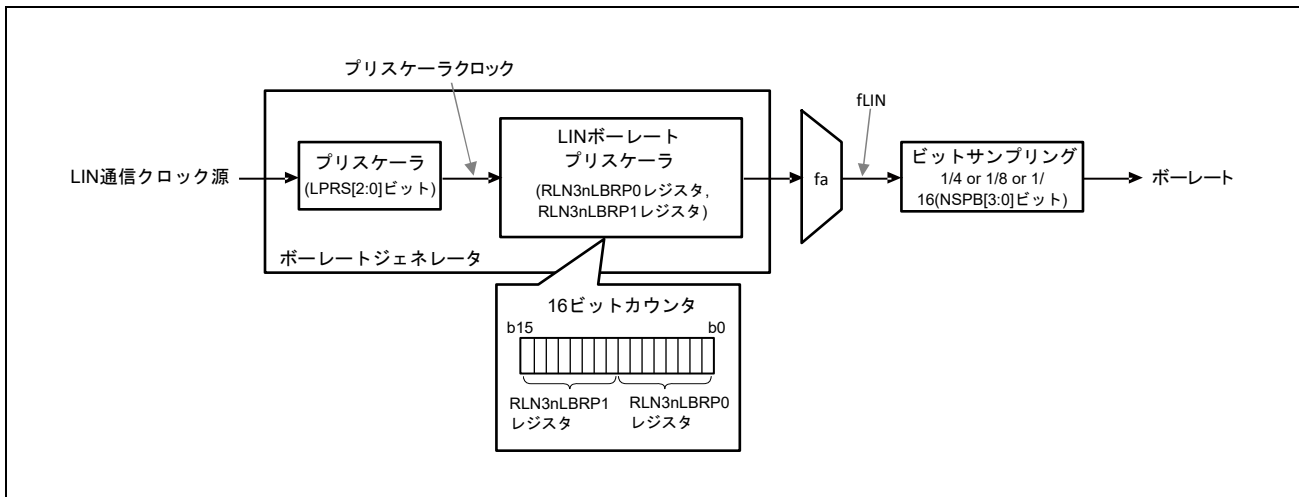 プリスケーラクロック
LIN通信クロック源
プリスケーラ
(LPRS[2:0]ビット)
LINボーレート
プリスケーラ
(RLN3nLBRP0レジスタ,
RLN3nLBRP1レジスタ)
ボーレートジェネレータ
fa
fLIN
ビットサンプリング
1/4 or 1/8 or 1/
16(NSPB[3:0]ビット)
ボーレート
16ビットカウンタ
b15
b0
RLN3nLBRP1
レジスタ
RLN3nLBRP0
レジスタ